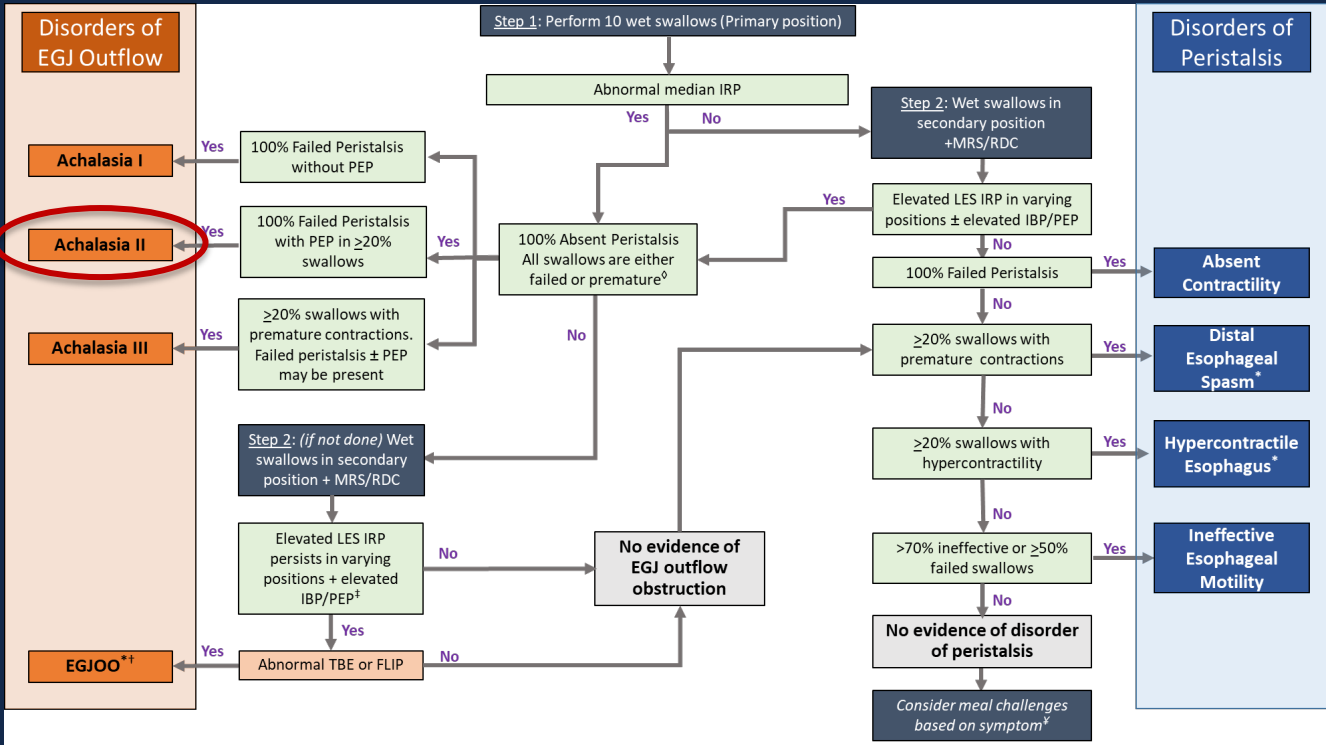 Disorders of
EGJ Outflow
Step 1: Perform 10 wet swallows (Primary position)
Disorders of
Peristalsis
Abnormal median IRP
Yes
No
Step 2: Wet swallows in
secondary position
+MRS/RDC
Achalasia I
Yes
100% Failed Peristalsis
without PEP
Elevated LES IRP in varying
positions ± elevated IBP/PEP
Yes
No
Achalasia II
Yes
100% Failed Peristalsis
with PEP in ≥20%
swallows
Yes
100% Absent Peristalsis
All swallows are either
failed or premature◊
No
100% Failed Peristalsis
Yes
Absent
Contractility
No
Achalasia III
Yes
≥20% swallows with
premature contractions.
Failed peristalsis ± PEP
may be present
≥20% swallows with
premature contractions
Yes
Distal
Esophageal
Spasm*
No
Step 2: (if not done) Wet
swallows in secondary
position + MRS/RDC
≥20% swallows with
hypercontractility
Yes
Hypercontractile
Esophagus*
No
Elevated LES IRP
persists in varying
positions + elevated
IBP/PEP‡
No
Yes
No evidence of
EGJ outflow
obstruction
>70% ineffective or ≥50%
failed swallows
Yes
Ineffective
Esophageal
Motility
No
EGJOO*†
Yes
Abnormal TBE or FLIP
No
No evidence of disorder
of peristalsis
Consider meal challenges
based on symptom¥